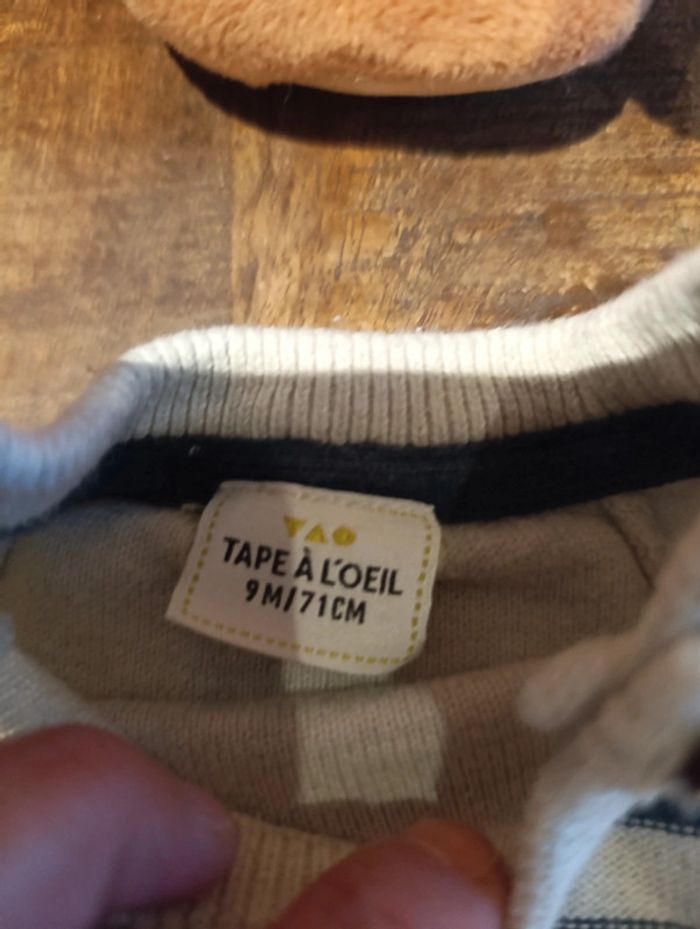 TAO
TAPE À L'OEIL
9M/71CM